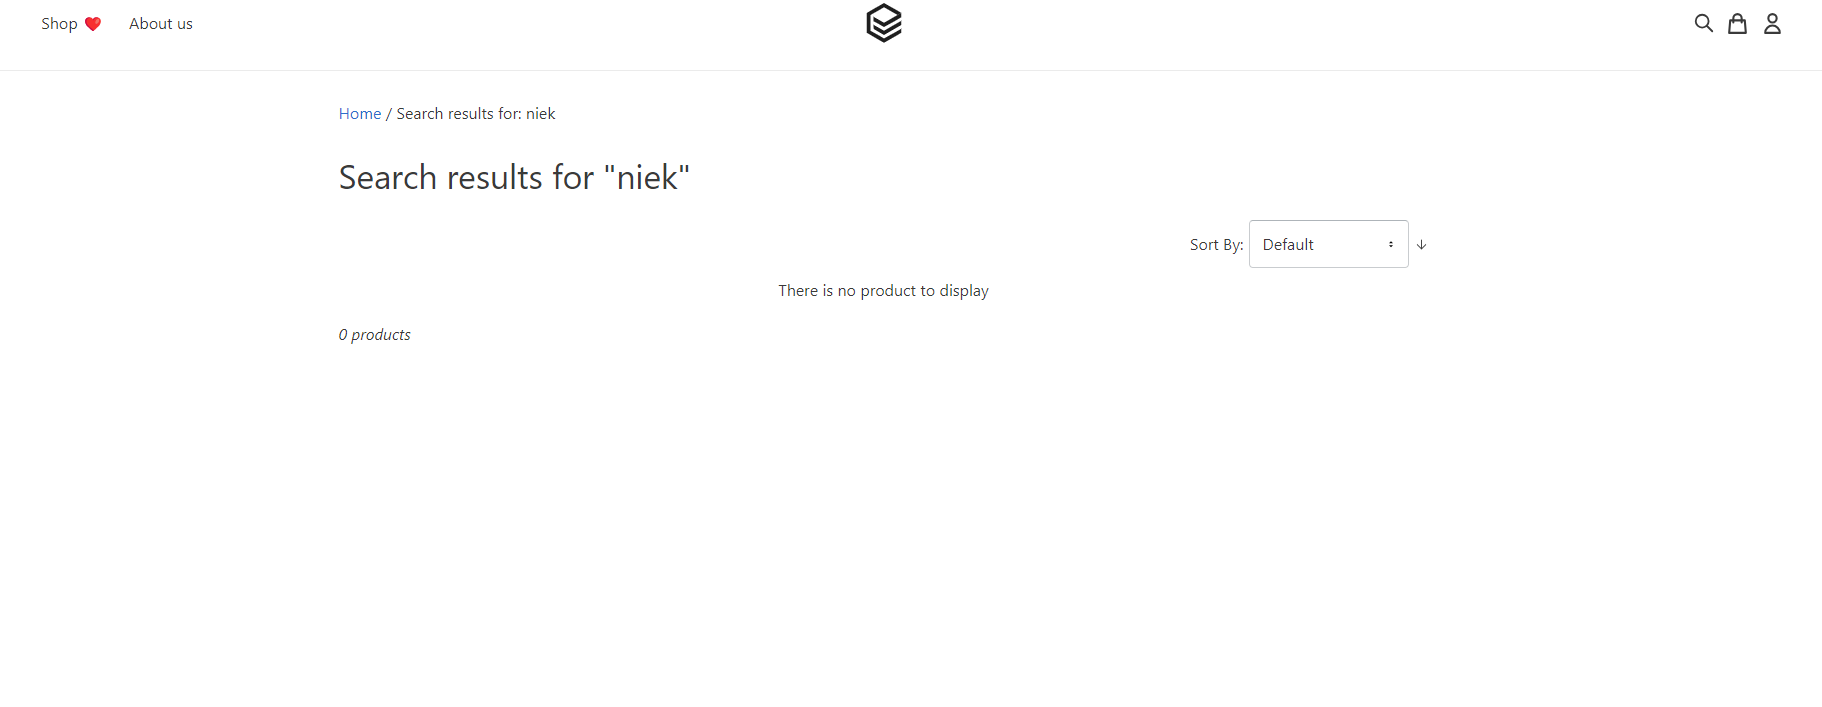 Shop ❤️ About us
Home / Search results for: niek
Search results for "niek"
Sort By: Default ↓
There is no product to display
0 products